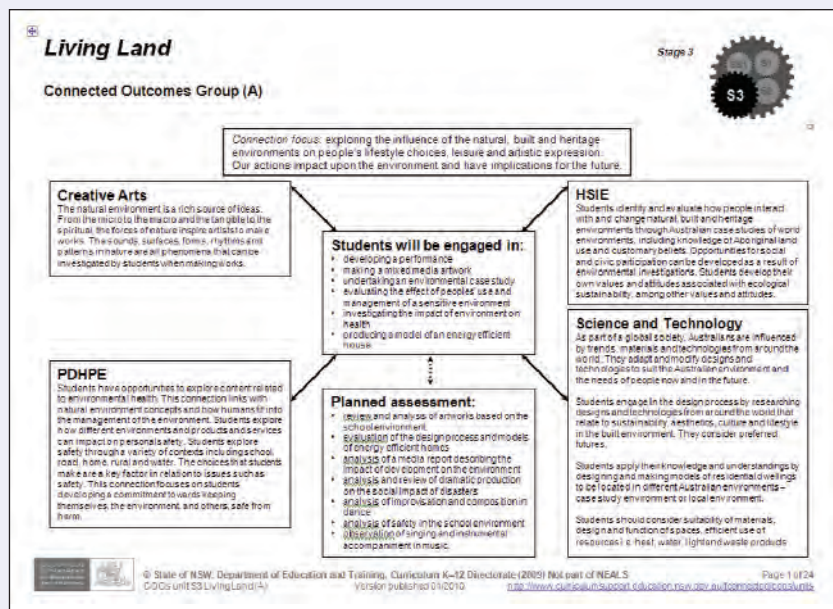 Living Land
Stage 3
Connected Outcomes Group (A)
S3
Connection focus: exploring the influence of the natural, built and heritage
environments on people's lifestyle choices, leisure and artistic expression.
Our actions impact upon the environment and have implications for the future.
Creative Arts
The natural environment is a rich source of ideas.
From the micro to the macro and the tangible to the
spiritual, the forces of nature inspire artists to make
works. The sounds, surfaces, forms, rhythms and
patterns in nature are all phenomena that can be
investigated by students when making works.
HSIE
Students identify and evaluate how people interact
with and change natural, built and heritage
environments through Australian case studies of world
environments, including knowledge of Aboriginal land
use and customary beliefs. Opportunities for social
and civic participation can be developed as a result of
environmental investigations. Students develop their
own values and attitudes associated with ecological
sustainability, among other values and attitudes.
Students will be engaged in:
• developing a performance
• making a mixed media artwork
• undertaking an environmental case study
• evaluating the effect of peoples' use and
management of a sensitive environment
• investigating the impact of environment on
health
• producing a model of an energy efficient
house
PDHPE
Students have opportunities to explore content related
to environmental health. This connection links with
natural environment concepts and how humans fit into
the management of the environment. Students explore
how different environments and products and services
can impact on personal safety. Students explore
safety through a variety of contexts including school,
road, home, rural and water. The choices that students
make are a key factor in relation to issues such as
safety. This connection focuses on students
developing a commitment towards keeping
themselves, the environment, and others, safe from
harm.
Planned assessment:
• review and analysis of artworks based on the
school environment
• evaluation of the design process and models
of energy efficient homes
• analysis of a media report describing the
impact of development on the environment
• analysis and review of dramatic production
on the social impact of disasters
• analysis of improvisation and composition in
dance
• analysis of safety in the school environment
• observation of singing and instrumental
accompaniment in music.
Science and Technology
As part of a global society, Australians are influenced
by trends, materials and technologies from around the
world. They adapt and modify designs and
technologies to suit the Australian environment and
the needs of people now and in the future.
Students engage in the design process by researching
designs and technologies from around the world that
relate to sustainability, aesthetics, culture and lifestyle
in the built environment. They consider preferred
futures.
Students apply their knowledge and understandings by
designing and making models of residential dwellings
to be located in different Australian environments –
case study environment or local environment.
Students should consider suitability of materials,
design and function of spaces, efficient use of
resources i.e. heat, water, light and waste products
© State of NSW, Department of Education and Training, Curriculum K–12 Directorate (2009) Not part of NEALS
Page 1 of 24
COGs unit S3 Living Land (A)
Version published 01/2010